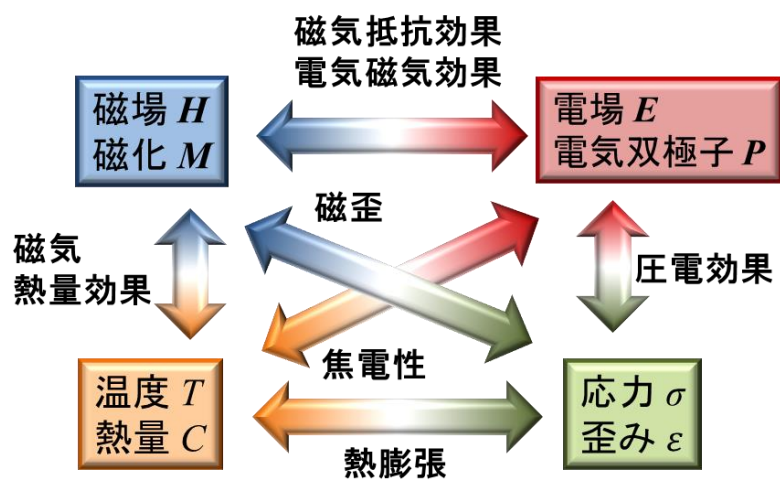 磁気抵抗効果
電気磁気効果
磁場 H
磁化 M
電場 E
電気双極子 P
磁歪
磁気
熱量効果
圧電効果
焦電性
温度 T
熱量 C
応力 σ
歪み ε
熱膨張